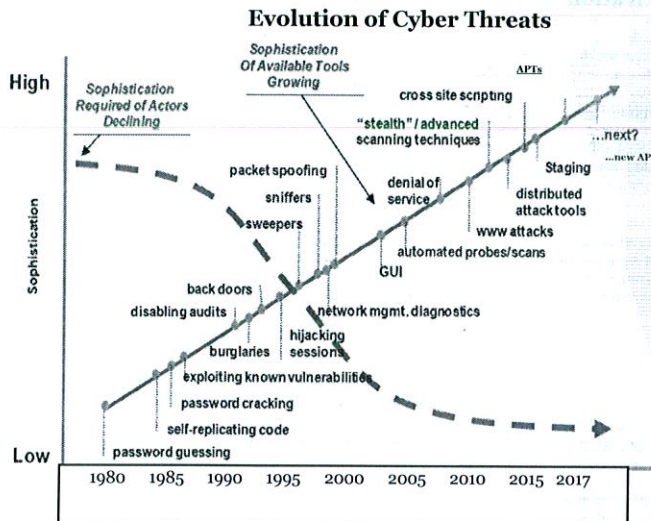 Evolution of Cyber Threats
High
Sophistication
Required of Actors
Declining
Sophistication
Of Available Tools
Growing
APTs
cross site scripting
"stealth"/advanced
scanning techniques
...next?
...new AP
packet spoofing
Staging
sniffers
denial of
service
distributed
attack tools
sweepers
www attacks
automated probes/scans
GUI
back doors
network mgmt. diagnostics
disabling audits
hijacking
sessions
burglaries
exploiting known vulnerabilities
password cracking
self-replicating code
password guessing
Sophistication
Low
1980 1985 1990 1995 2000 2005 2010 2015 2017